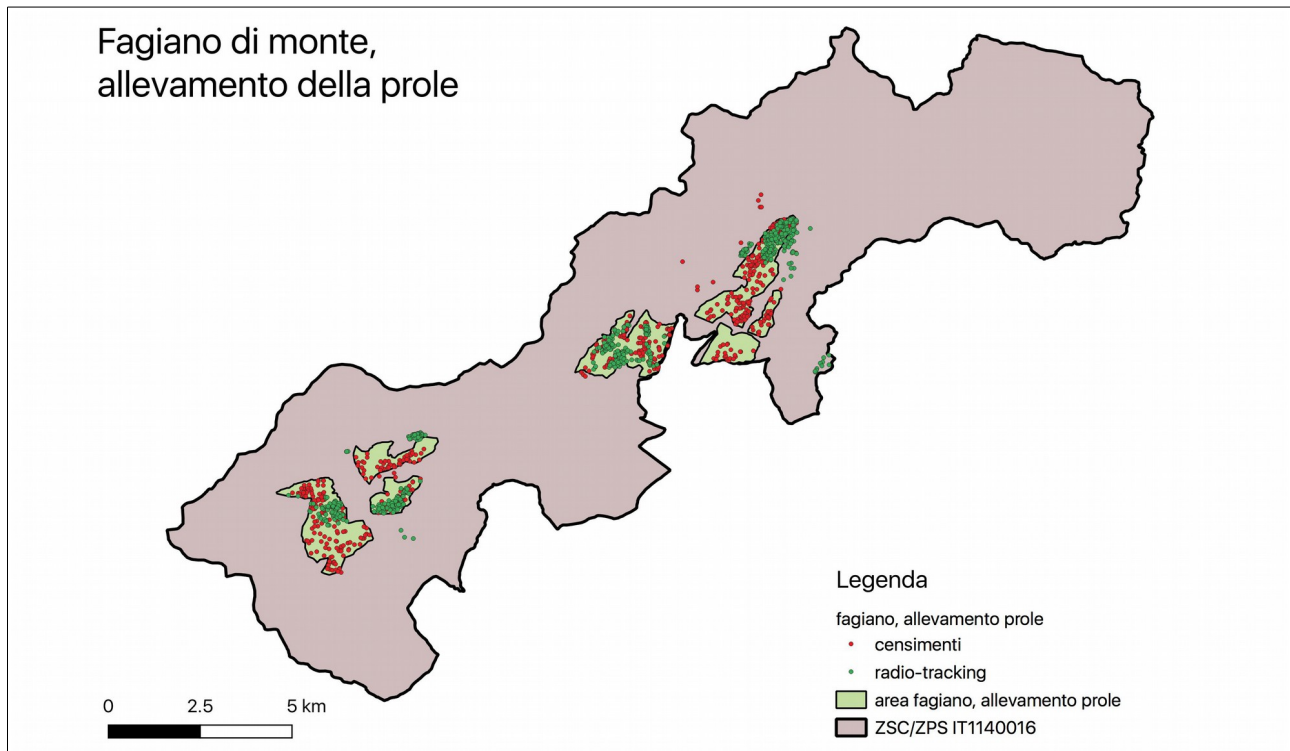 Fagiano di monte,
allevamento della prole
Legenda
fagiano, allevamento prole
censimenti
radio-tracking
area fagiano, allevamento prole
ZSC/ZPS IT1140016
0 2.5 5 km